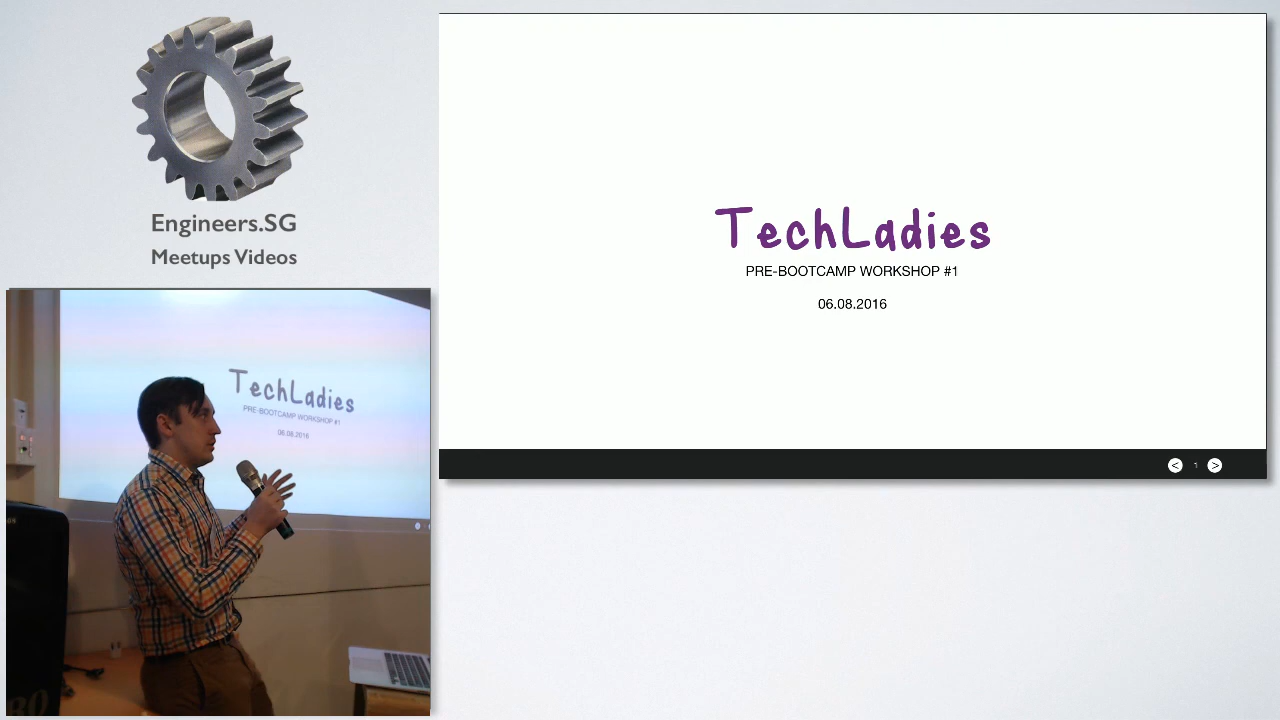 Engineers.SG
Meetups Videos
TechLadies
PRE-BOOTCAMP WORKSHOP #1
06.08.2016
< 1 >
TechLadies
PRE-BOOTCAMP WORKSHOP #1
06.08.2016